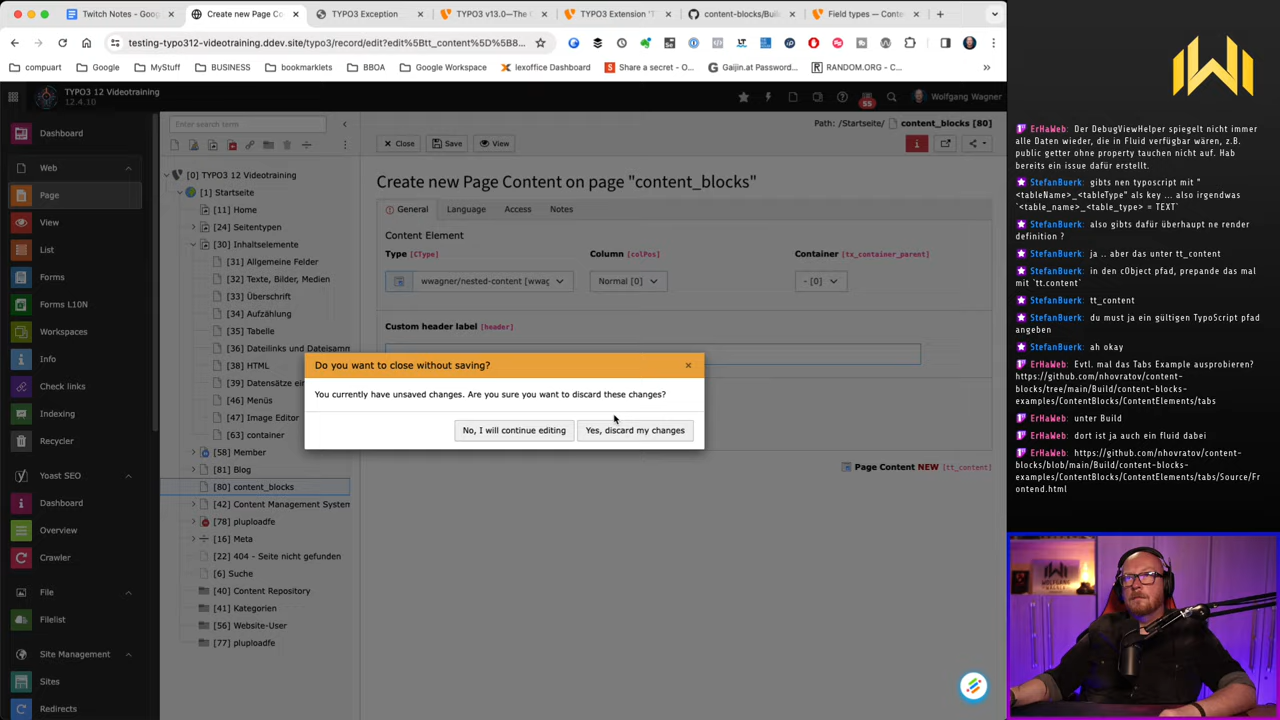 Twitch Notes - Goog
Create new Page Co
TYPO3 Exception
TYPO3 v13.0—The
TYPO3 Extension 'T
content-blocks/Buil
Field types — Conte
testing-typo312-videotraining.ddev.site/typo3/record/edit?edit%5Btt_content%5D%5B8...
compuart
Google
MyStuff
BUSINESS
bookmarklets
BBOA
Google Workspace
lexoffice Dashboard
Share a secret - O...
Gaijin.at Password...
RANDOM.ORG - C...
»
TYPO3 12 Videotraining
12.4.10
55
Wolfgang Wagner
Dashboard
Web
Page
View
List
Forms
Forms L10N
Workspaces
Info
Check links
Indexing
Recycler
Yoast SEO
Dashboard
Overview
Crawler
File
Filelist
Site Management
Sites
Redirects
Enter search term
[0] TYPO3 12 Videotraining
[1] Startseite
[11] Home
[24] Seitentypen
[30] Inhaltselemente
[31] Allgemeine Felder
[32] Texte, Bilder, Medien
[33] Überschrift
[34] Aufzählung
[35] Tabelle
[36] Dateilinks und Dateisamm
[38] HTML
[39] Datensätze ein
[46] Menüs
[47] Image Editor
[63] container
[58] Member
[81] Blog
[80] content_blocks
[42] Content Management System
[78] pluploadfe
[16] Meta
[22] 404 - Seite nicht gefunden
[6] Suche
[40] Content Repository
[41] Kategorien
[56] Website-User
[77] pluploadfe
Path: /Startseite/ content_blocks [80]
Close
Save
View
Create new Page Content on page "content_blocks"
General
Language
Access
Notes
Content Element
Type [CType]
Column [colPos]
Container [tx_container_parent]
wwagner/nested-content [wwag
Normal [0]
- [0]
Custom header label [header]
Do you want to close without saving?
×
You currently have unsaved changes. Are you sure you want to discard these changes?
No, I will continue editing
Yes, discard my changes
Page Content NEW [tt_content]
ErHaWeb: Der DebugViewHelper spiegelt nicht immer
alle Daten wieder, die in Fluid verfügbar wären, z.B.
public getter ohne property tauchen nicht auf. Hab
bereits ein issue dafür erstellt.
StefanBuerk: gibts nen typoscript mit "
<tableName>_<tableType" als key ... also irgendwas
`<table_name>_<table_type> = TEXT`
StefanBuerk: also gibts dafür überhaupt ne render
definition ?
StefanBuerk: ja .. aber das unter tt_content
StefanBuerk: in den cObject pfad, prepande das mal
mit `tt.content`
StefanBuerk: tt_content
StefanBuerk: du must ja ein gültigen TypoScript pfad
angeben
StefanBuerk: ah okay
ErHaWeb: Evtl. mal das Tabs Example ausprobieren?
https://github.com/nhovratov/content-
blocks/tree/main/Build/content-blocks-
examples/ContentBlocks/ContentElements/tabs
ErHaWeb: unter Build
ErHaWeb: dort ist ja auch ein fluid dabei
ErHaWeb: https://github.com/nhovratov/content-
blocks/blob/main/Build/content-blocks-
examples/ContentBlocks/ContentElements/tabs/Source/Fr
ontend.html